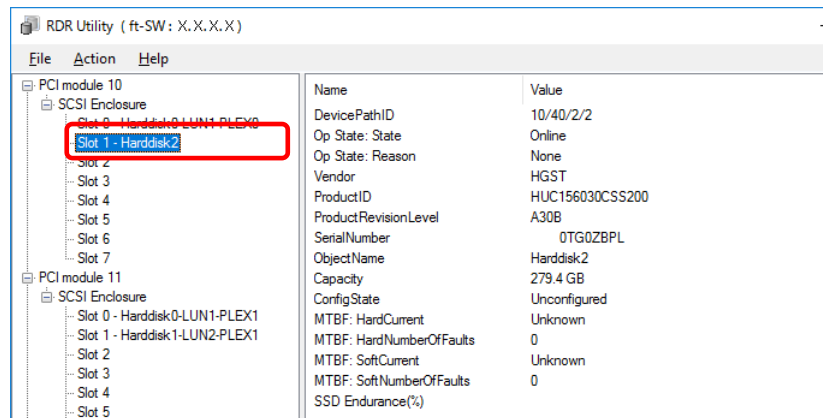 RDR Utility ( ft-SW : X.X.X.X )
File Action Help
PCI module 10
SCSI Enclosure
Slot 0 - Harddisk0-LUN1-PLEX0
Slot 1 - Harddisk2
Slot 2
Slot 3
Slot 4
Slot 5
Slot 6
Slot 7
PCI module 11
SCSI Enclosure
Slot 0 - Harddisk0-LUN1-PLEX1
Slot 1 - Harddisk1-LUN2-PLEX1
Slot 2
Slot 3
Slot 4
Slot 5
Name Value
DevicePathID 10/40/2/2
Op State: State Online
Op State: Reason None
Vendor HGST
ProductID HUC156030CSS200
ProductRevisionLevel A30B
SerialNumber 0TG0ZBPL
ObjectName Harddisk2
Capacity 279.4 GB
ConfigState Unconfigured
MTBF: HardCurrent Unknown
MTBF: HardNumberOfFaults 0
MTBF: SoftCurrent Unknown
MTBF: SoftNumberOfFaults 0
SSD Endurance(%)